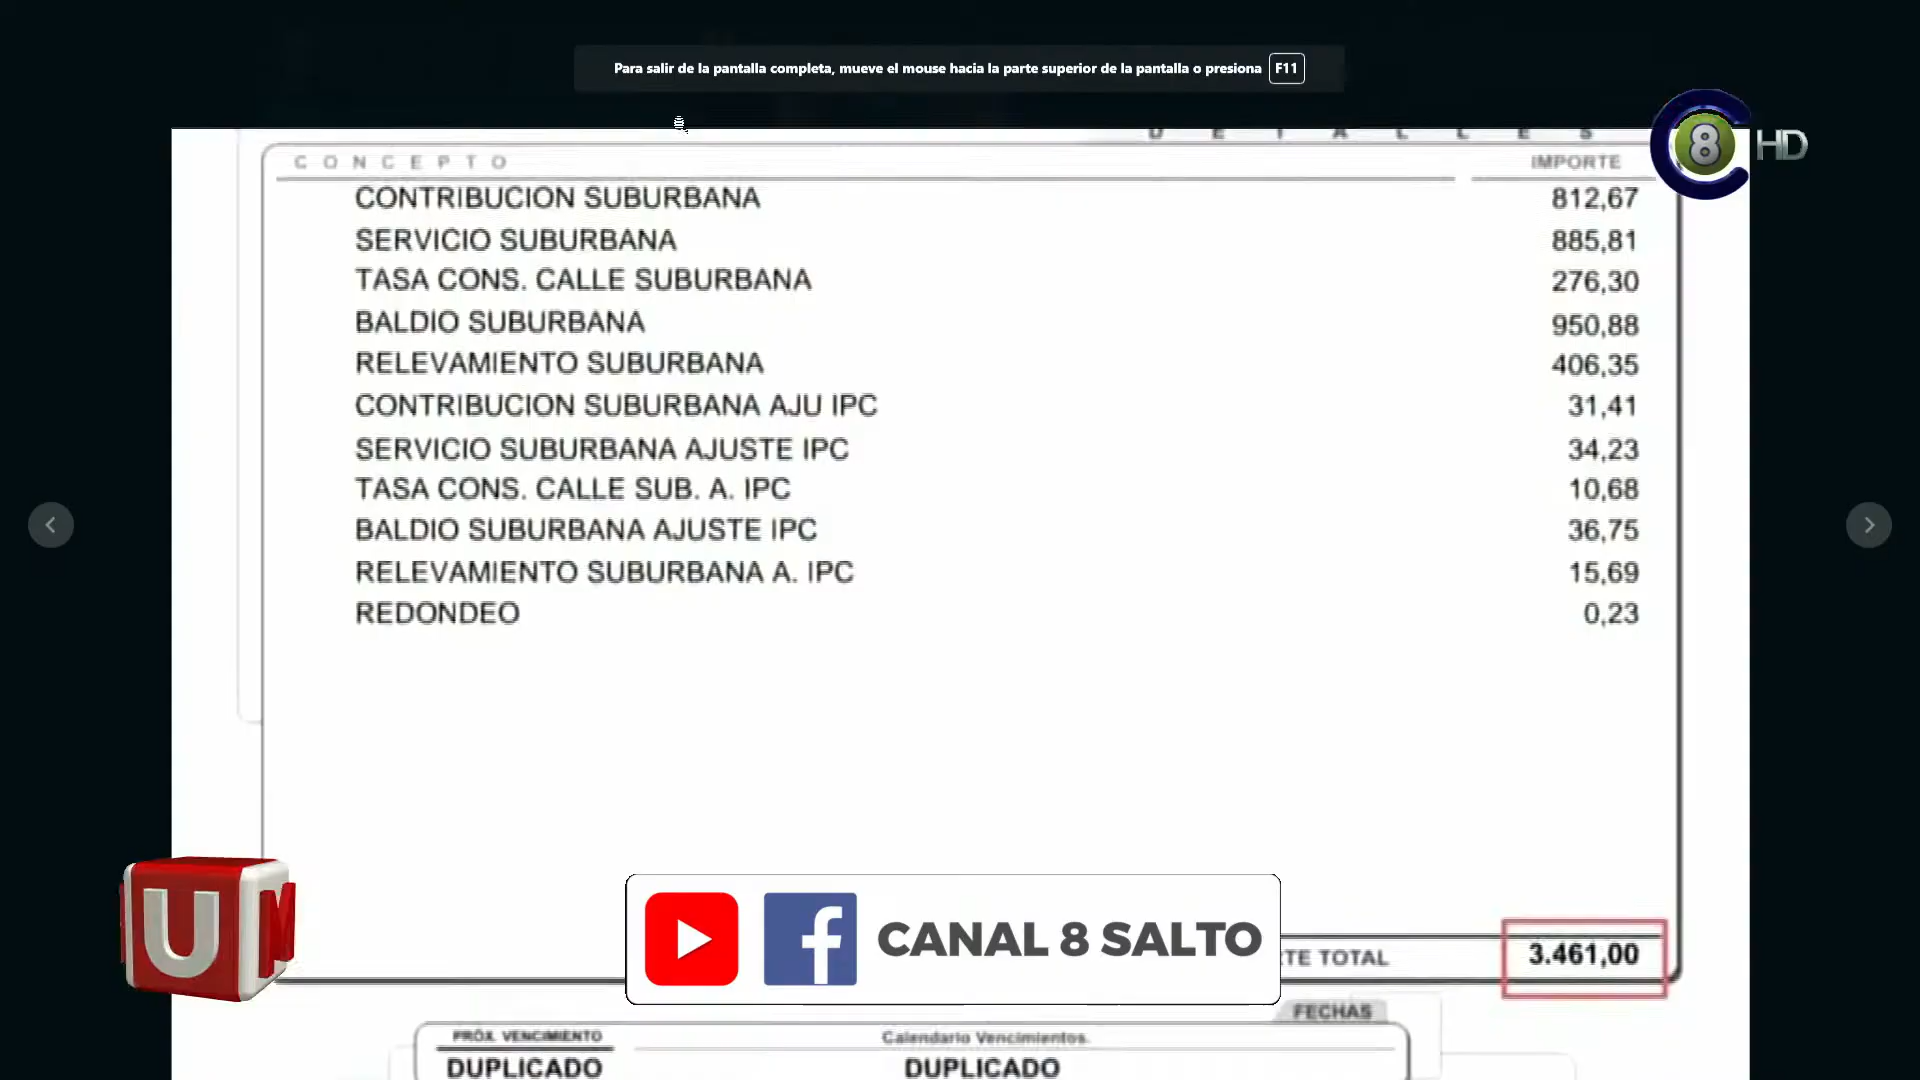 Para salir de la pantalla completa, mueve el mouse hacia la parte superior de la pantalla o presiona F11
8 HD
DETALLES
CONCEPTO IMPORTE
CONTRIBUCION SUBURBANA 812,67
SERVICIO SUBURBANA 885,81
TASA CONS. CALLE SUBURBANA 276,30
BALDIO SUBURBANA 950,88
RELEVAMIENTO SUBURBANA 406,35
CONTRIBUCION SUBURBANA AJU IPC 31,41
SERVICIO SUBURBANA AJUSTE IPC 34,23
TASA CONS. CALLE SUB. A. IPC 10,68
BALDIO SUBURBANA AJUSTE IPC 36,75
RELEVAMIENTO SUBURBANA A. IPC 15,69
REDONDEO 0,23
U M
CANAL 8 SALTO
TE TOTAL 3.461,00
FECHAS
PRÓX. VENCIMIENTO Calendario Vencimientos.
DUPLICADO DUPLICADO